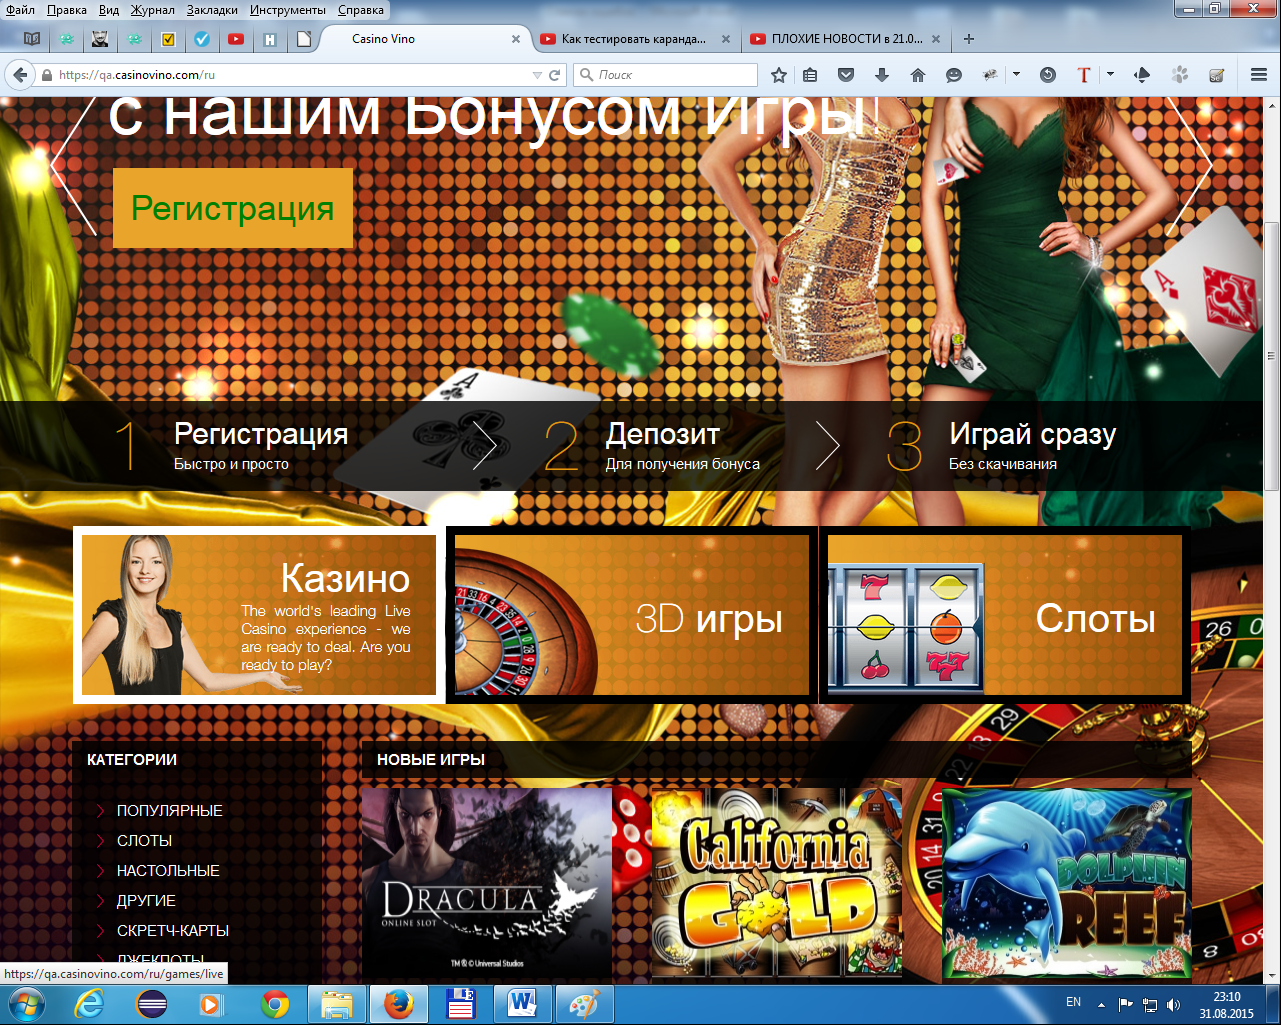 Файл Правка Вид Журнал Закладки Инструменты Справка
Casino Vino
Как тестировать каранда...
ПЛОХИЕ НОВОСТИ в 21.0...
https://qa.casinovino.com/ru
Поиск
с нашим Бонусом Игры!
Регистрация
1 Регистрация
Быстро и просто
2 Депозит
Для получения бонуса
3 Играй сразу
Без скачивания
Казино
The world's leading Live
Casino experience - we
are ready to deal. Are you
ready to play?
3D игры
Слоты
КАТЕГОРИИ
ПОПУЛЯРНЫЕ
СЛОТЫ
НАСТОЛЬНЫЕ
ДРУГИЕ
СКРЕТЧ-КАРТЫ
ДЖЕКПОТЫ
НОВЫЕ ИГРЫ
DRACULA
ONLINE SLOT
TM & © Universal Studios
California
GOLD
DOLPHIN
REEF
https://qa.casinovino.com/ru/games/live
EN
23:10
31.08.2015